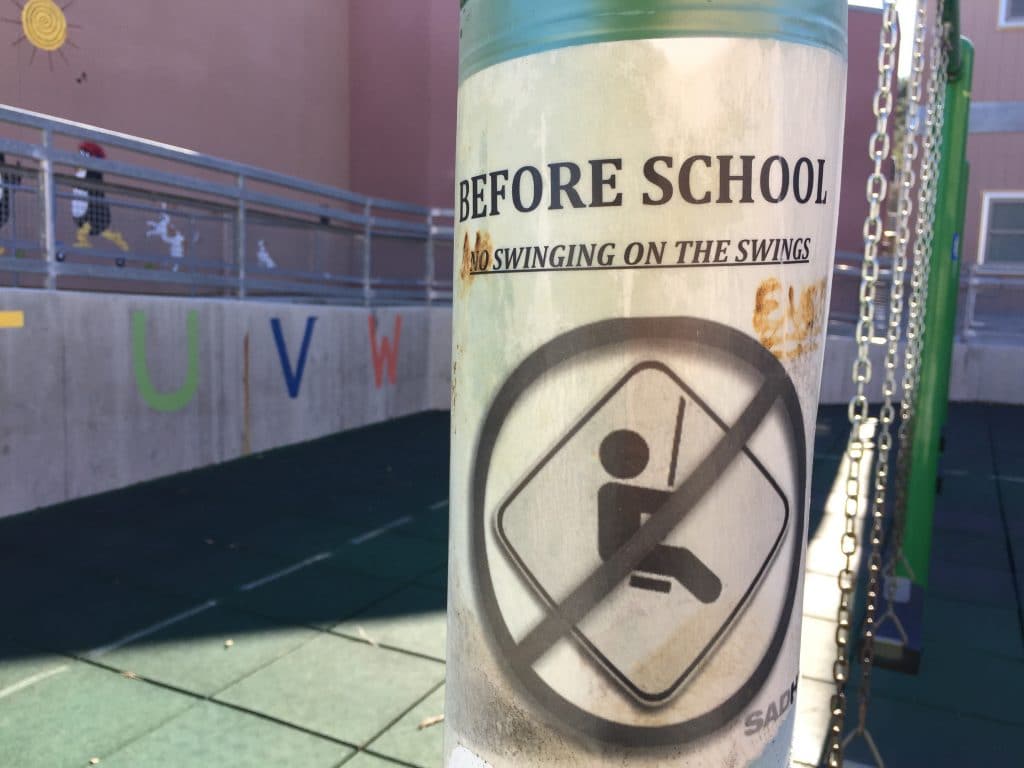 BEFORE SCHOOL
NO SWINGING ON THE SWINGS
U V W